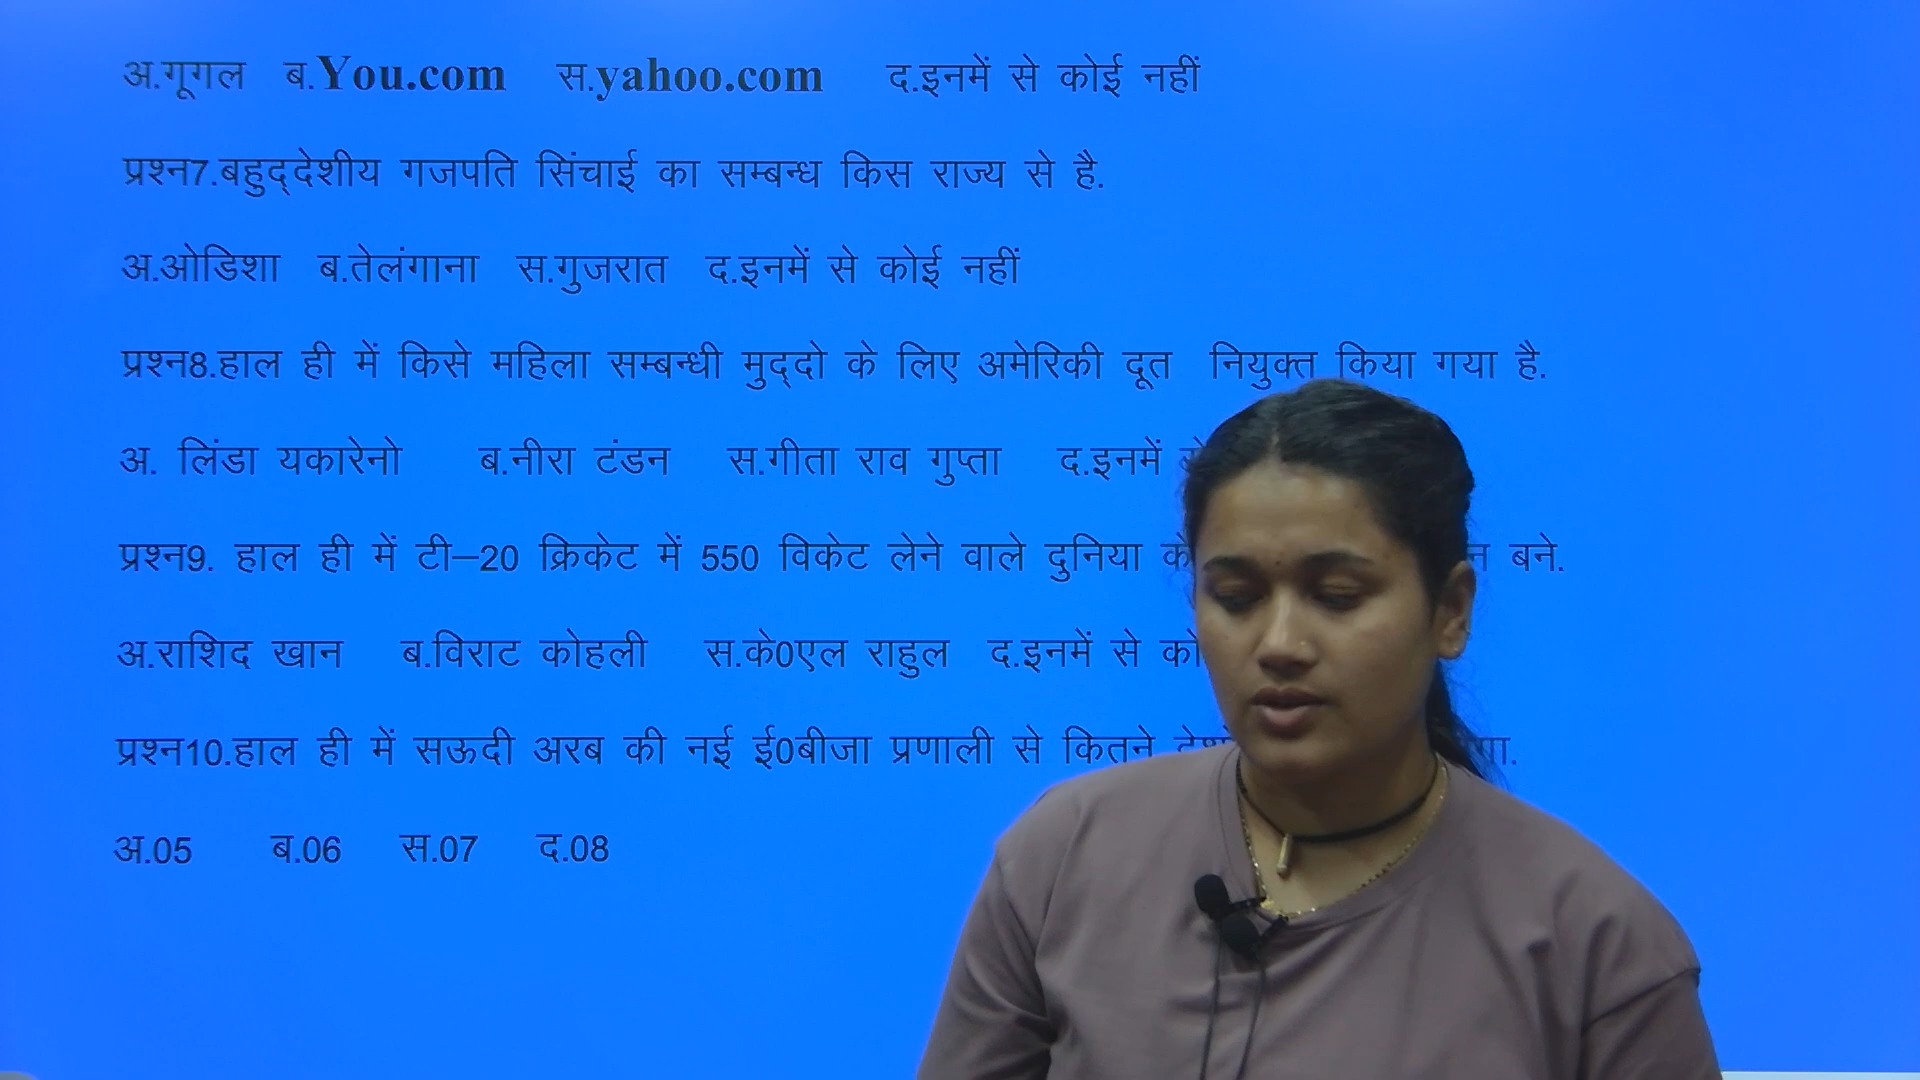 अ.गूगल ब.You.com स.yahoo.com द.इनमें से कोई नहीं
प्रश्न7.बहुद्देशीय गजपति सिंचाई का सम्बन्ध किस राज्य से है.
अ.ओडिशा ब.तेलंगाना स.गुजरात द.इनमें से कोई नहीं
प्रश्न8.हाल ही में किसे महिला सम्बन्धी मुद्दो के लिए अमेरिकी दूत नियुक्त किया गया है.
अ. लिंडा यकारेनो ब.नीरा टंडन स.गीता राव गुप्ता द.इनमें
प्रश्न9. हाल ही में टी–20 क्रिकेट में 550 विकेट लेने वाले दुनिया के बने.
अ.राशिद खान ब.विराट कोहली स.के0एल राहुल द.इनमें से
प्रश्न10.हाल ही में सऊदी अरब की नई ई0बीजा प्रणाली से कितने
अ.05 ब.06 स.07 द.08